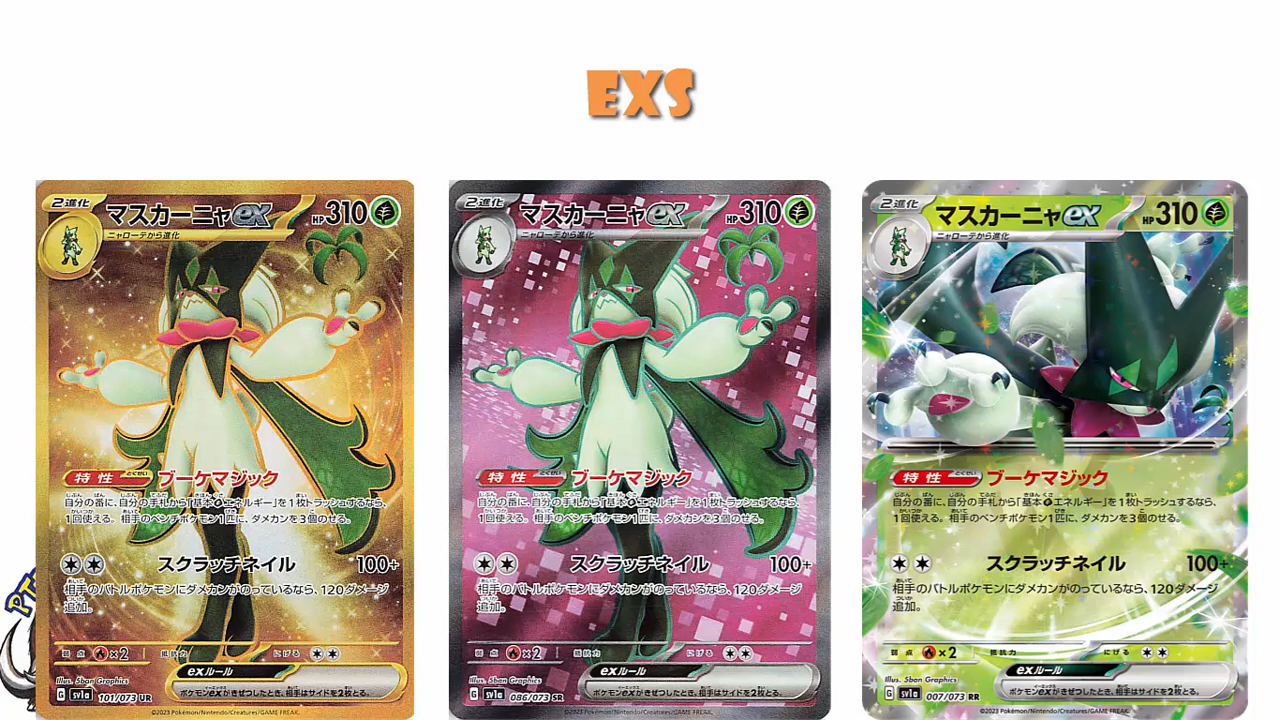 EXS
2進化
マスカーニャex
HP 310
ニャローテから進化
特性
とくせい
ブーケマジック
自分の番に、自分の手札から「基本エネルギー」を1枚トラッシュするなら、
1回使える。相手のベンチポケモン1匹に、ダメカンを3個のせる。
スクラッチネイル 100+
相手のバトルポケモンにダメカンがのっているなら、120ダメージ
追加。
弱点 ×2 抵抗力 にげる
exルール
ポケモンexがきぜつしたとき、相手はサイドを2枚とる。
Illus. 5ban Graphics
G sv1a 101/073 UR
©2023 Pokémon/Nintendo/Creatures/GAME FREAK.
2進化
マスカーニャex
HP 310
ニャローテから進化
特性
とくせい
ブーケマジック
自分の番に、自分の手札から「基本エネルギー」を1枚トラッシュするなら、
1回使える。相手のベンチポケモン1匹に、ダメカンを3個のせる。
スクラッチネイル 100+
相手のバトルポケモンにダメカンがのっているなら、120ダメージ
追加。
弱点 ×2 抵抗力 にげる
exルール
ポケモンexがきぜつしたとき、相手はサイドを2枚とる。
Illus. 5ban Graphics
G sv1a 086/073 SR
©2023 Pokémon/Nintendo/Creatures/GAME FREAK.
2進化
マスカーニャex
HP 310
ニャローテから進化
特性
とくせい
ブーケマジック
自分の番に、自分の手札から「基本エネルギー」を1枚トラッシュするなら、
1回使える。相手のベンチポケモン1匹に、ダメカンを3個のせる。
スクラッチネイル 100+
相手のバトルポケモンにダメカンがのっているなら、120ダメージ
追加。
弱点 ×2 抵抗力 にげる
exルール
ポケモンexがきぜつしたとき、相手はサイドを2枚とる。
Illus. 5ban Graphics
G sv1a 007/073 RR
©2023 Pokémon/Nintendo/Creatures/GAME FREAK.